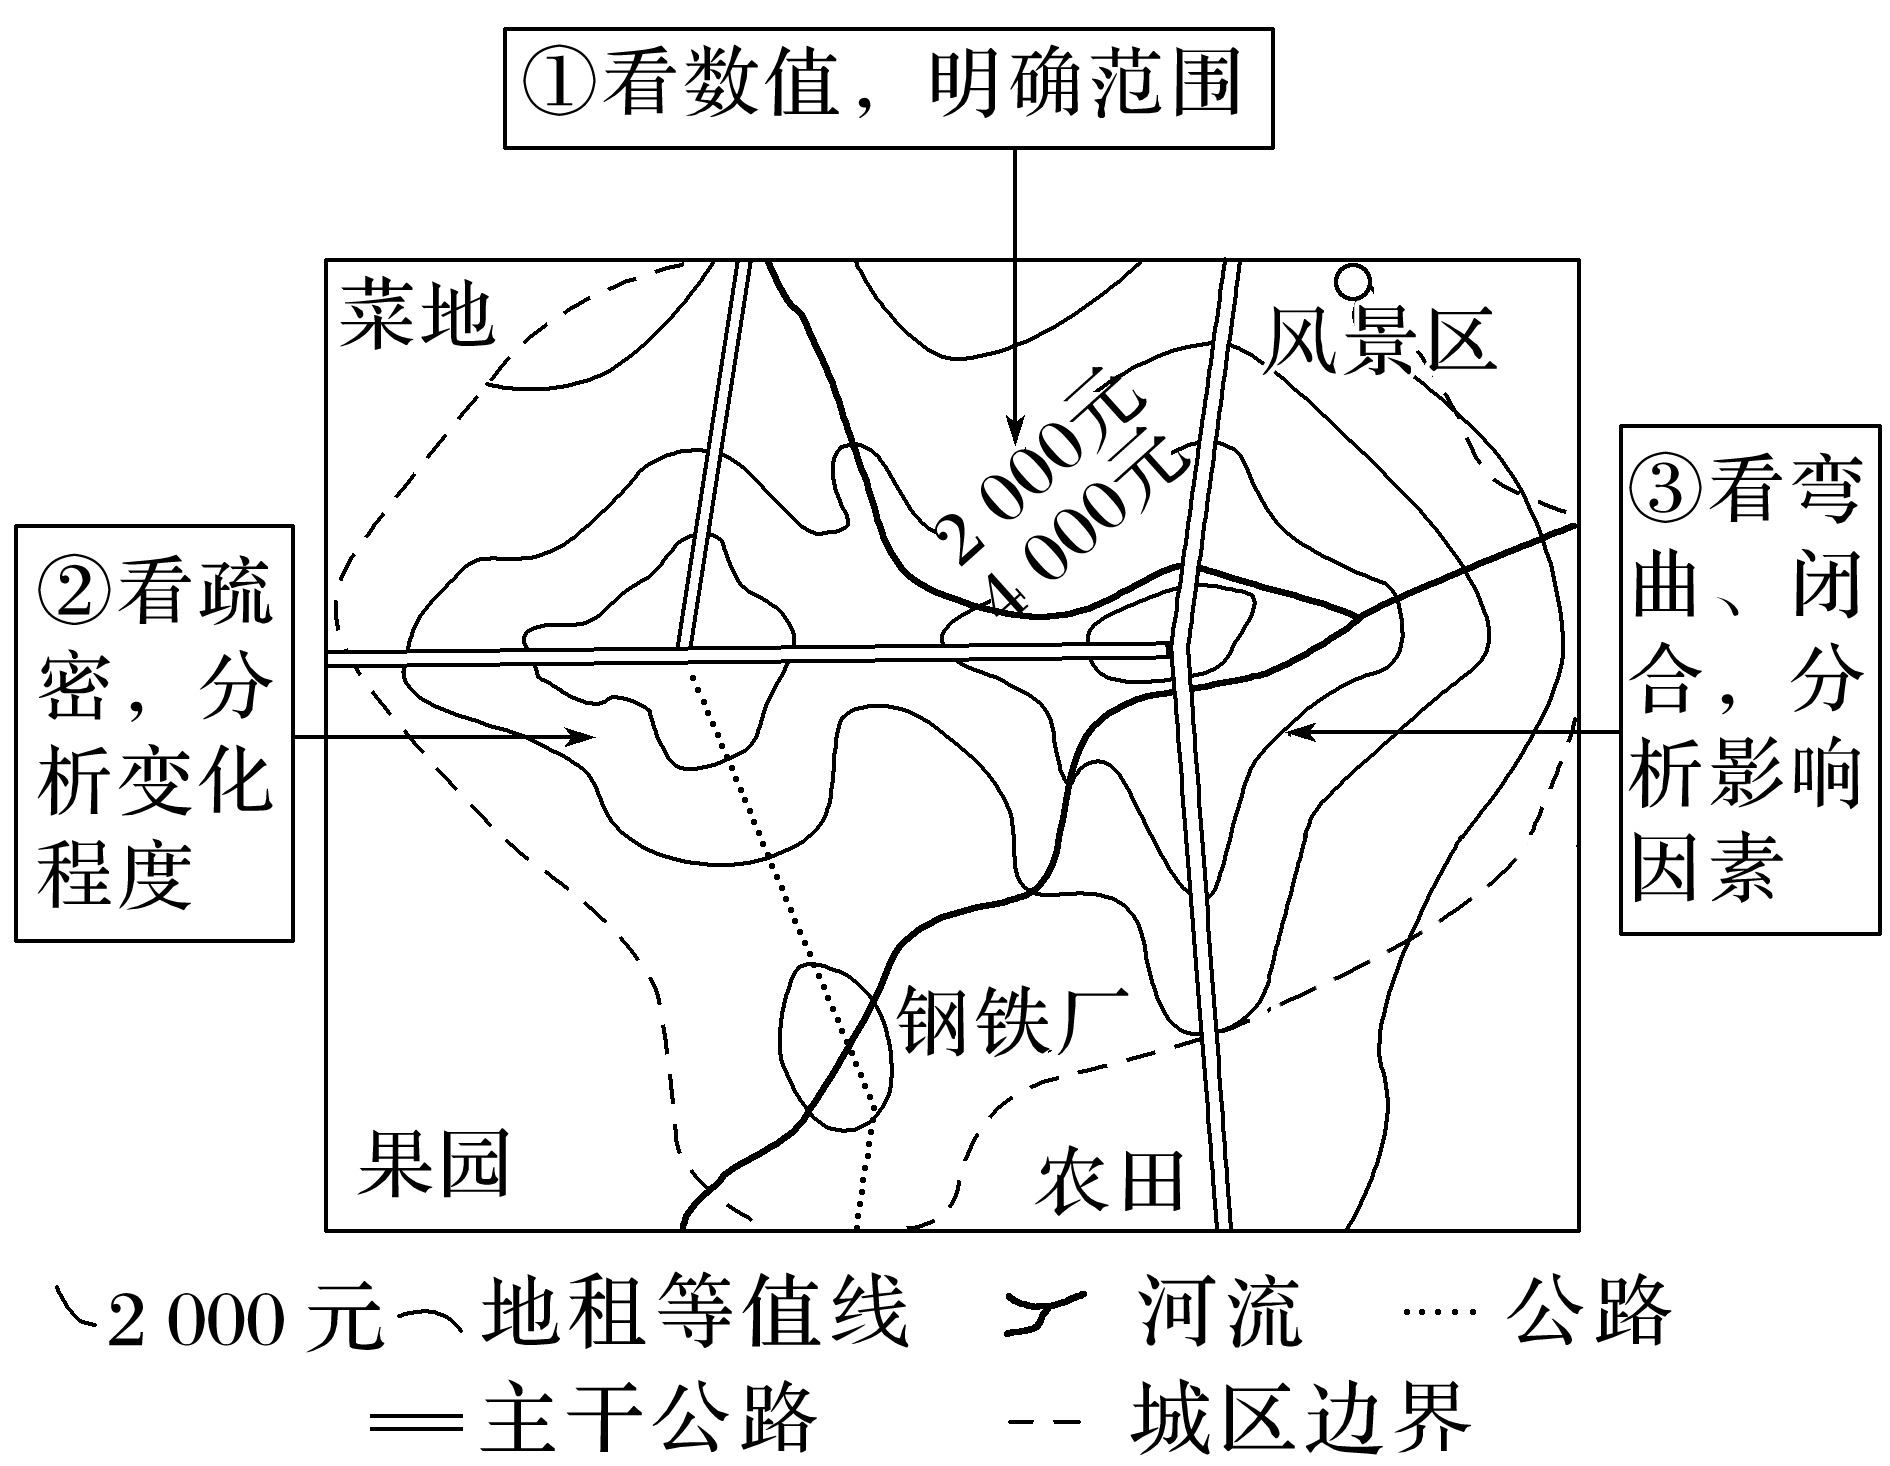 ①看数值，明确范围
菜地
风景区
2 000元
4 000元
②看疏
密，分
析变化
程度
③看弯
曲、闭
合，分
析影响
因素
钢铁厂
果园
农田
2 000 元 地租等值线 河流 公路
主干公路 城区边界